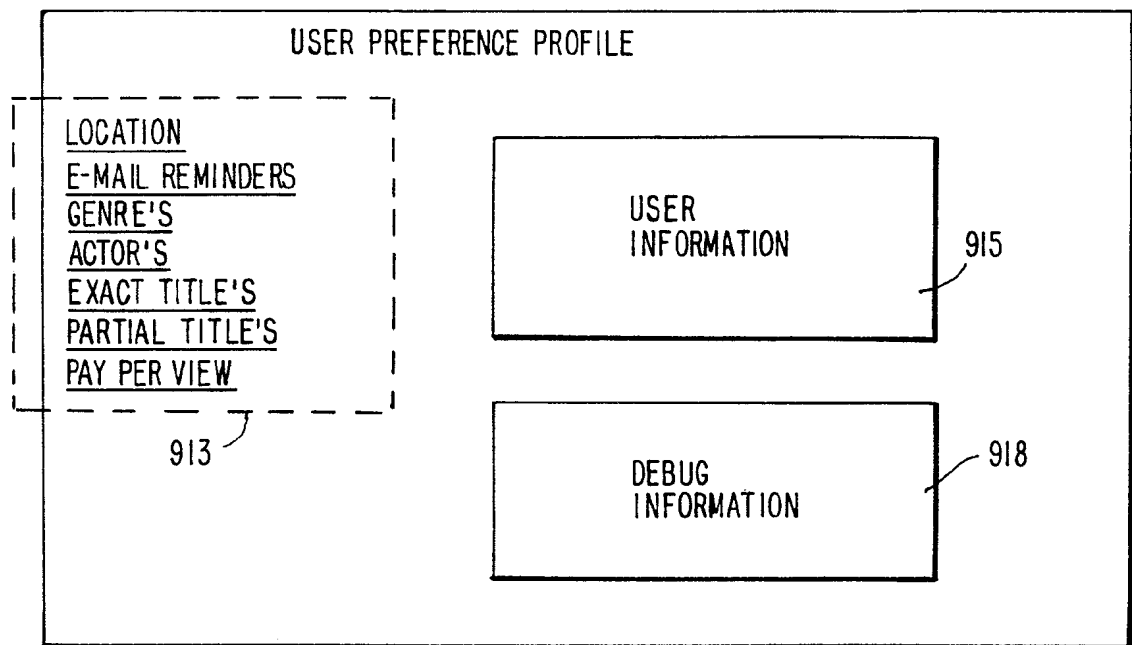 USER PREFERENCE PROFILE
LOCATION
E-MAIL REMINDERS
GENRE'S
ACTOR'S
EXACT TITLE'S
PARTIAL TITLE'S
PAY PER VIEW
913
USER
INFORMATION
915
DEBUG
INFORMATION
918